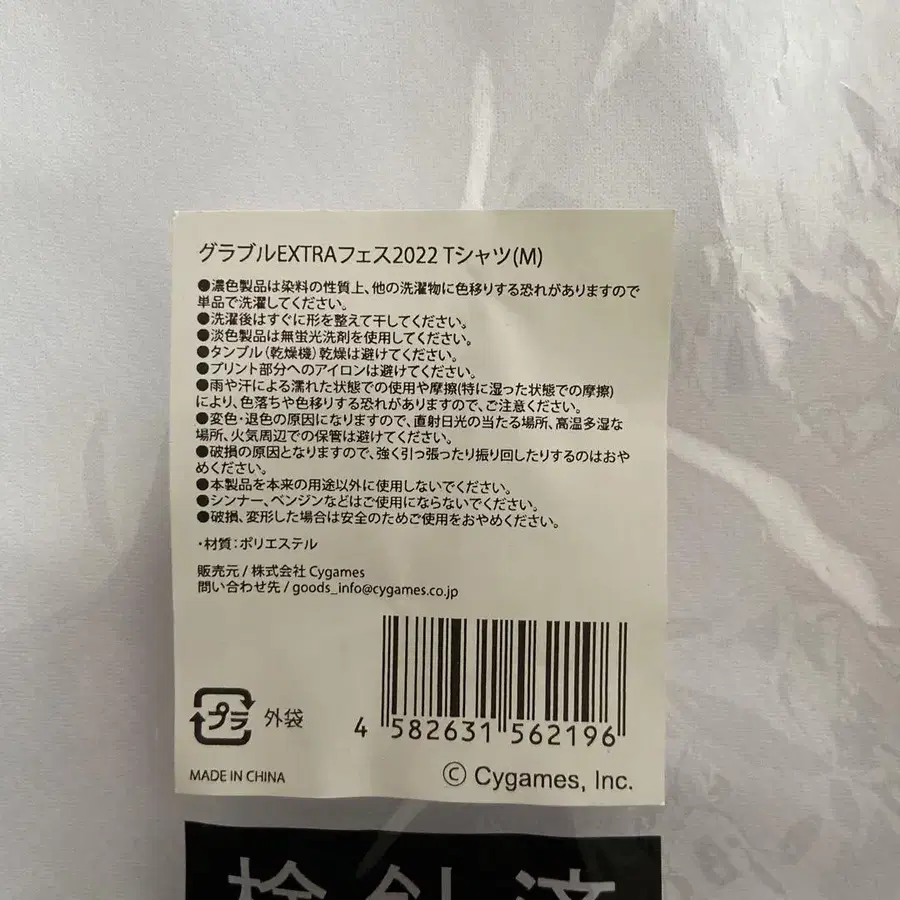 グラブルEXTRAフェス2022 Tシャツ(M)
●濃色製品は染料の性質上、他の洗濯物に色移りする恐れがありますので
単品で洗濯してください。
●洗濯後はすぐに形を整えて干してください。
●淡色製品は無蛍光洗剤を使用してください。
●タンブル(乾燥機)乾燥は避けてください。
●プリント部分へのアイロンは避けてください。
●雨や汗による濡れた状態での使用や摩擦(特に湿った状態での摩擦)
により、色落ちや色移りする恐れがありますので、ご注意ください。
●変色・退色の原因になりますので、直射日光の当たる場所、高温多湿な
場所、火気周辺での保管は避けてください。
●破損の原因となりますので、強く引っ張ったり振り回したりするのはおや
めください。
●本製品を本来の用途以外に使用しないでください。
●シンナー、ベンジンなどはご使用にならないでください。
●破損、変形した場合は安全のためご使用をおやめください。
・材質：ポリエステル
販売元 / 株式会社 Cygames
問い合わせ先 / goods_info@cygames.co.jp
プラ 外袋
4 582631 562196
MADE IN CHINA
© Cygames, Inc.
検針済